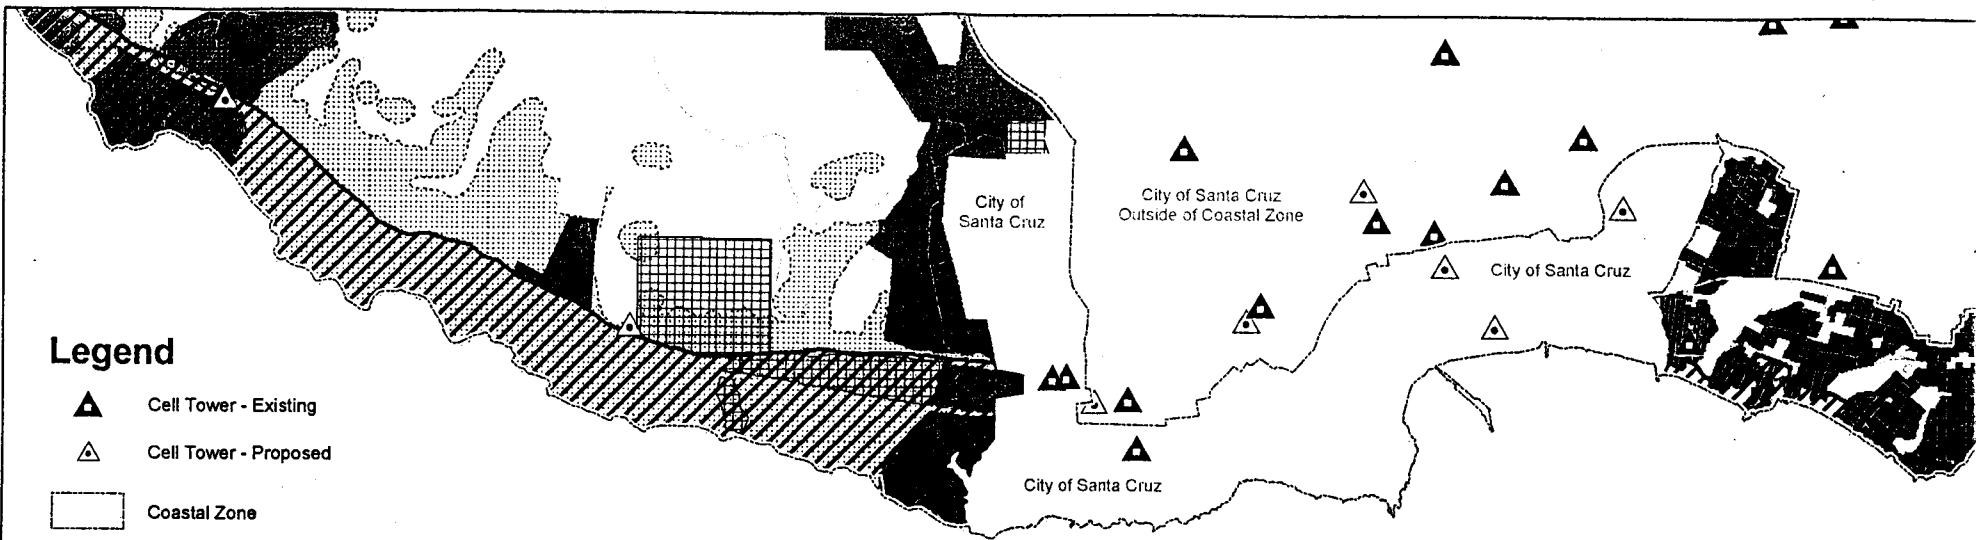 City of
Santa Cruz
City of Santa Cruz
Outside of Coastal Zone
City of Santa Cruz
City of Santa Cruz
Legend
Cell Tower - Existing
Cell Tower - Proposed
Coastal Zone